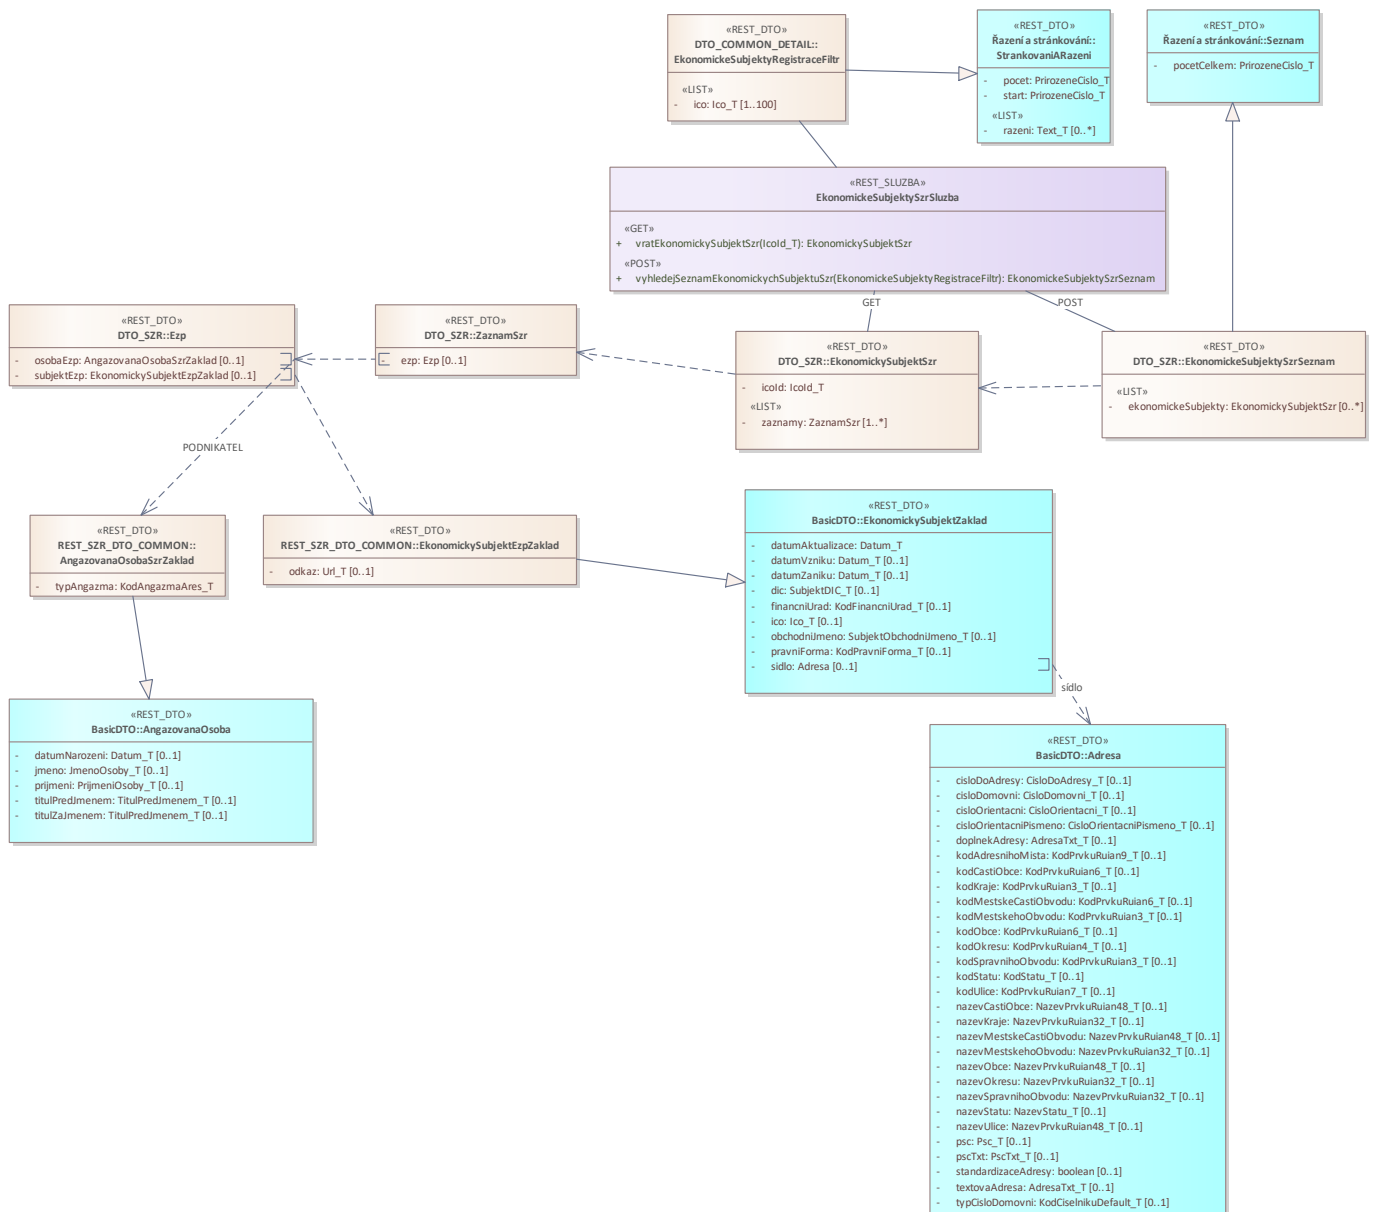 «REST_DTO»
DTO_COMMON_DETAIL::
EkonomickeSubjektyRegistraceFiltr
«LIST»
- ico: Ico_T [1..100]
«REST_DTO»
Řazení a stránkování::
StrankovaniARazeni
- pocet: PrirozeneCislo_T
- start: PrirozeneCislo_T
«LIST»
- razeni: Text_T [0..*]
«REST_DTO»
Řazení a stránkování::Seznam
- pocetCelkem: PrirozeneCislo_T
«REST_SLUZBA»
EkonomickeSubjektySzrSluzba
«GET»
+ vratEkonomickySubjektSzr(IcoId_T): EkonomickySubjektSzr
«POST»
+ vyhledejSeznamEkonomickychSubjektuSzr(EkonomickeSubjektyRegistraceFiltr): EkonomickeSubjektySzrSeznam
GET
POST
«REST_DTO»
DTO_SZR::Ezp
- osobaEzp: AngazovanaOsobaSzrZaklad [0..1]
- subjektEzp: EkonomickySubjektEzpZaklad [0..1]
«REST_DTO»
DTO_SZR::ZaznamSzr
- ezp: Ezp [0..1]
«REST_DTO»
DTO_SZR::EkonomickySubjektSzr
- icoId: IcoId_T
«LIST»
- zaznamy: ZaznamSzr [1..*]
«REST_DTO»
DTO_SZR::EkonomickeSubjektySzrSeznam
«LIST»
- ekonomickeSubjekty: EkonomickySubjektSzr [0..*]
PODNIKATEL
«REST_DTO»
REST_SZR_DTO_COMMON::
AngazovanaOsobaSzrZaklad
- typAngazma: KodAngazmaAres_T
«REST_DTO»
REST_SZR_DTO_COMMON::EkonomickySubjektEzpZaklad
- odkaz: Url_T [0..1]
«REST_DTO»
BasicDTO::EkonomickySubjektZaklad
- datumAktualizace: Datum_T
- datumVzniku: Datum_T [0..1]
- datumZaniku: Datum_T [0..1]
- dic: SubjektDIC_T [0..1]
- financniUrad: KodFinancniUrad_T [0..1]
- ico: Ico_T [0..1]
- obchodniJmeno: SubjektObchodniJmeno_T [0..1]
- pravniForma: KodPravniForma_T [0..1]
- sidlo: Adresa [0..1]
sídlo
«REST_DTO»
BasicDTO::AngazovanaOsoba
- datumNarozeni: Datum_T [0..1]
- jmeno: JmenoOsoby_T [0..1]
- prijmeni: PrijmeniOsoby_T [0..1]
- titulPredJmenem: TitulPredJmenem_T [0..1]
- titulZaJmenem: TitulPredJmenem_T [0..1]
«REST_DTO»
BasicDTO::Adresa
- cisloDoAdresy: CisloDoAdresy_T [0..1]
- cisloDomovni: CisloDomovni_T [0..1]
- cisloOrientacni: CisloOrientacni_T [0..1]
- cisloOrientacniPismeno: CisloOrientacniPismeno_T [0..1]
- doplnekAdresy: AdresaTxt_T [0..1]
- kodAdresnihoMista: KodPrvkuRuian9_T [0..1]
- kodCastiObce: KodPrvkuRuian6_T [0..1]
- kodKraje: KodPrvkuRuian3_T [0..1]
- kodMestskeCastiObvodu: KodPrvkuRuian6_T [0..1]
- kodMestskehoObvodu: KodPrvkuRuian3_T [0..1]
- kodObce: KodPrvkuRuian6_T [0..1]
- kodOkresu: KodPrvkuRuian4_T [0..1]
- kodSpravnihoObvodu: KodPrvkuRuian3_T [0..1]
- kodStatu: KodStatu_T [0..1]
- kodUlice: KodPrvkuRuian7_T [0..1]
- nazevCastiObce: NazevPrvkuRuian48_T [0..1]
- nazevKraje: NazevPrvkuRuian32_T [0..1]
- nazevMestskeCastiObvodu: NazevPrvkuRuian48_T [0..1]
- nazevMestskehoObvodu: NazevPrvkuRuian32_T [0..1]
- nazevObce: NazevPrvkuRuian48_T [0..1]
- nazevOkresu: NazevPrvkuRuian32_T [0..1]
- nazevSpravnihoObvodu: NazevPrvkuRuian32_T [0..1]
- nazevStatu: NazevStatu_T [0..1]
- nazevUlice: NazevPrvkuRuian48_T [0..1]
- psc: Psc_T [0..1]
- pscTxt: PscTxt_T [0..1]
- standardizaceAdresy: boolean [0..1]
- textovaAdresa: AdresaTxt_T [0..1]
- typCisloDomovni: KodCiselnikuDefault_T [0..1]